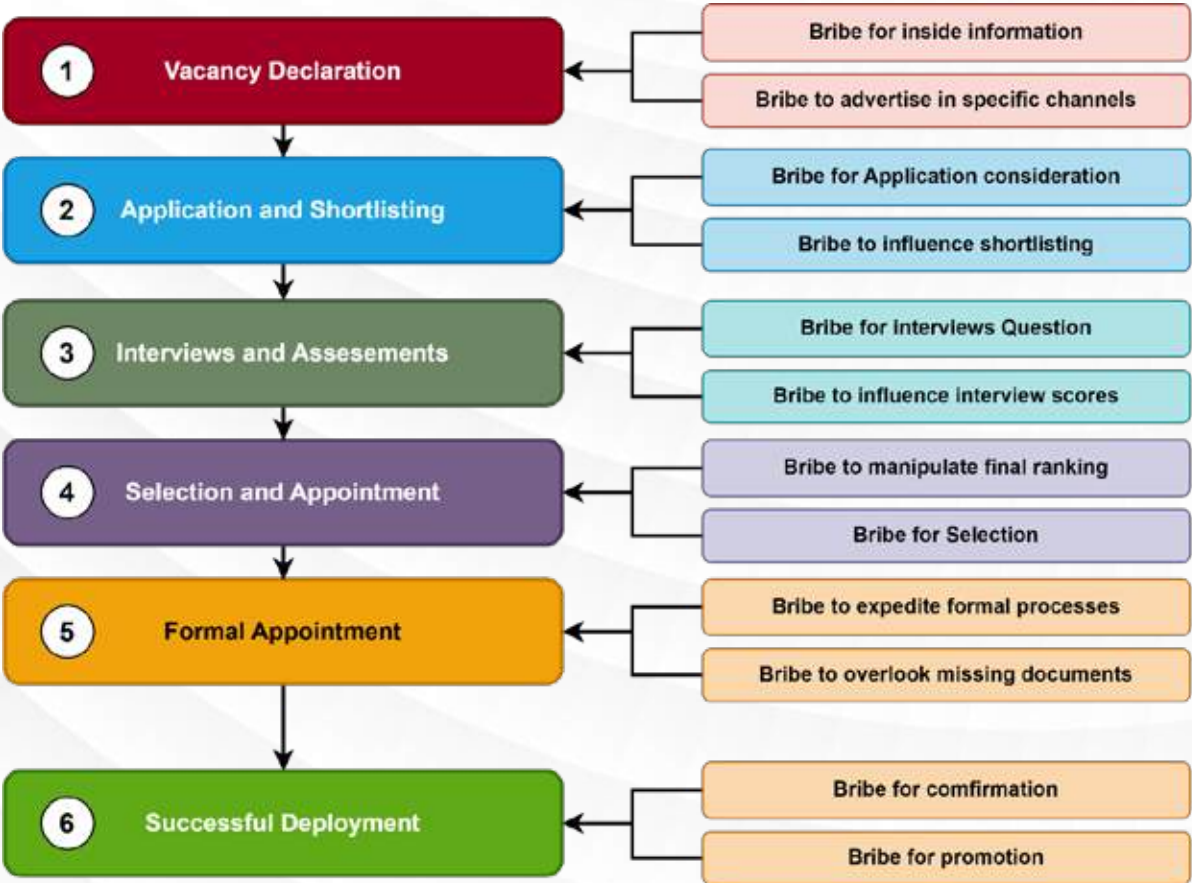 1
Vacancy Declaration
Bribe for inside information
Bribe to advertise in specific channels
2
Application and Shortlisting
Bribe for Application consideration
Bribe to influence shortlisting
3
Interviews and Assesements
Bribe for Interviews Question
Bribe to influence interview scores
4
Selection and Appointment
Bribe to manipulate final ranking
Bribe for Selection
5
Formal Appointment
Bribe to expedite formal processes
Bribe to overlook missing documents
6
Successful Deployment
Bribe for comfirmation
Bribe for promotion